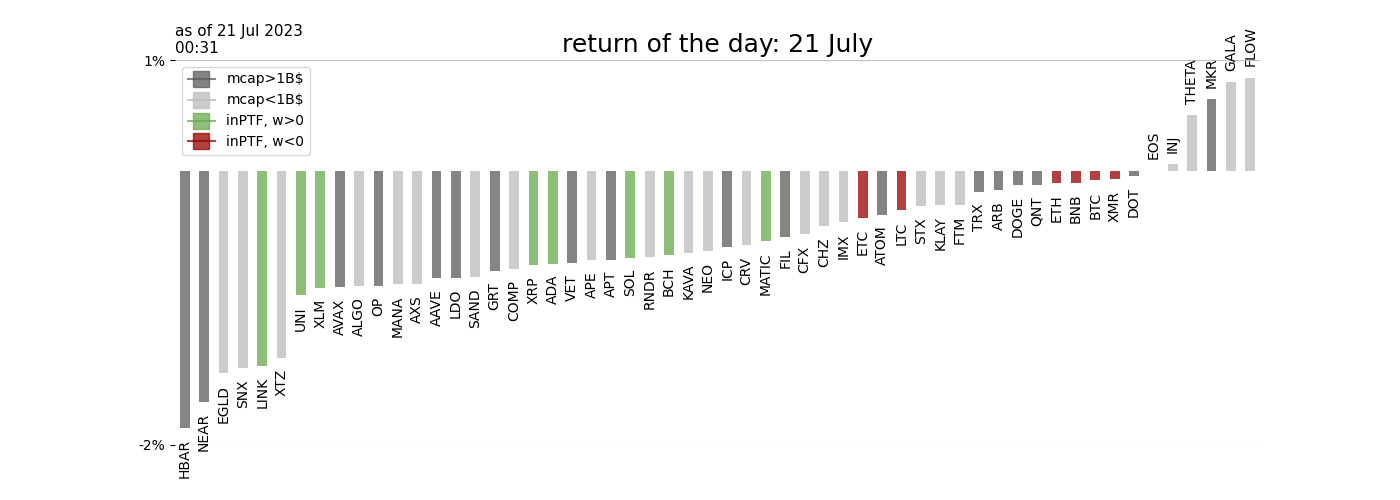 as of 21 Jul 2023
00:31
return of the day: 21 July
1%
mcap>1B$
mcap<1B$
inPTF, w>0
inPTF, w<0
-2%
HBAR
NEAR
EGLD
SNX
LINK
XTZ
UNI
XLM
AVAX
ALGO
OP
MANA
AXS
AAVE
LDO
SAND
GRT
COMP
XRP
ADA
VET
APE
APT
SOL
RNDR
BCH
KAVA
NEO
ICP
CRV
MATIC
FIL
CFX
CHZ
IMX
ETC
ATOM
LTC
STX
KLAY
FTM
TRX
ARB
DOGE
QNT
ETH
BNB
BTC
XMR
DOT
EOS
INJ
THETA
MKR
GALA
FLOW